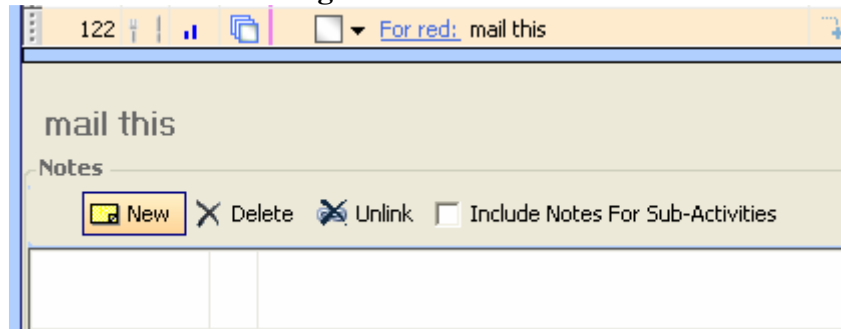 122 For red: mail this
mail this
Notes
New Delete Unlink Include Notes For Sub-Activities